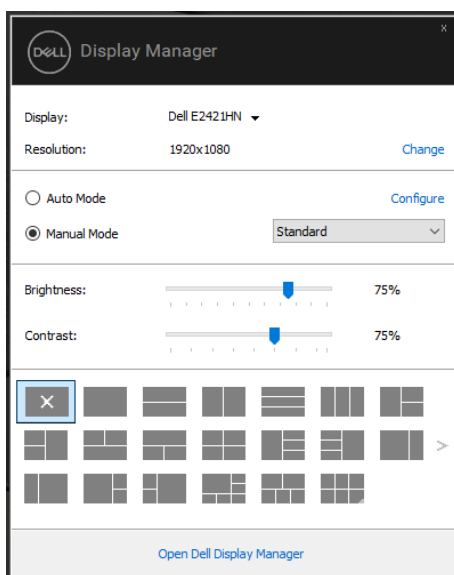 x
DELL Display Manager
Display: Dell E2421HN
Resolution: 1920x1080 Change
Auto Mode Configure
Manual Mode Standard
Brightness: 75%
Contrast: 75%
Open Dell Display Manager